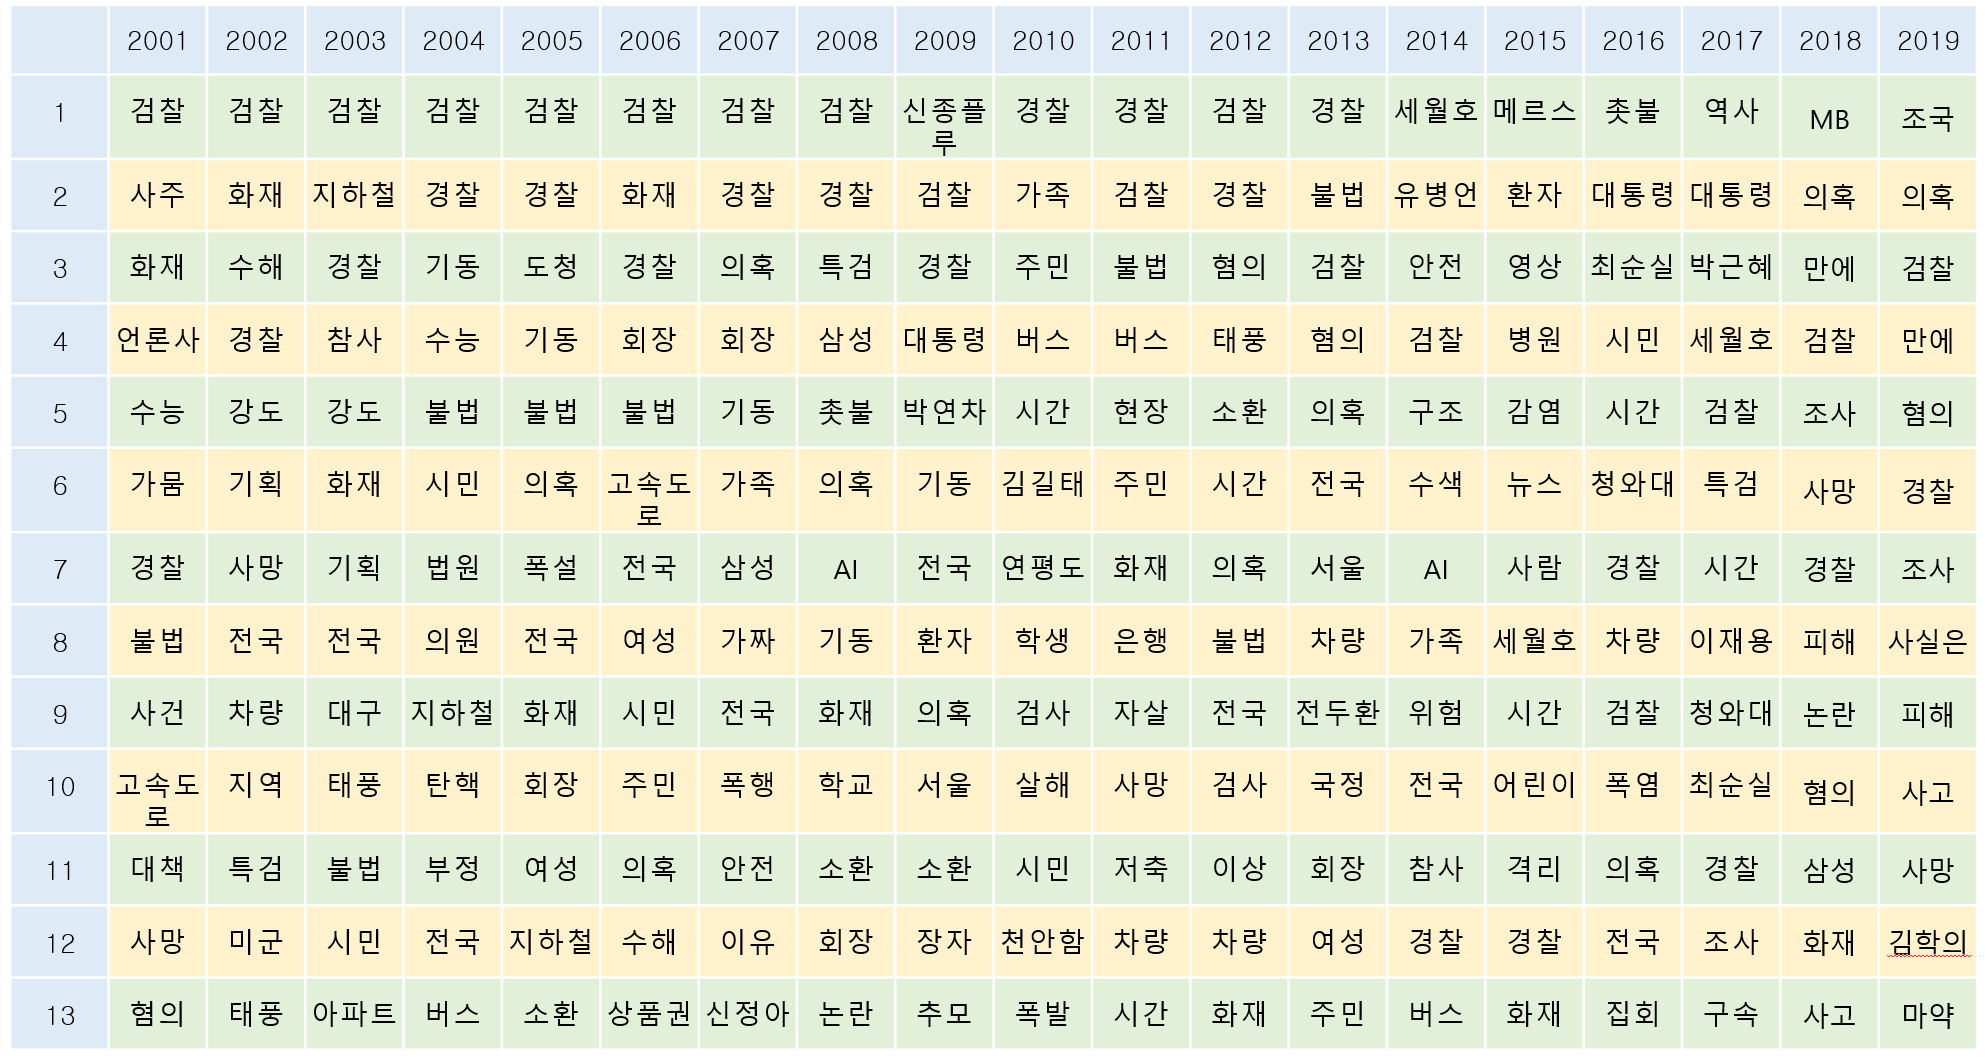 2001 2002 2003 2004 2005 2006 2007 2008 2009 2010 2011 2012 2013 2014 2015 2016 2017 2018 2019
1 검찰 검찰 검찰 검찰 검찰 검찰 검찰 검찰 신종플루 경찰 경찰 검찰 경찰 세월호 메르스 촛불 역사 MB 조국
2 사주 화재 지하철 경찰 경찰 화재 경찰 경찰 검찰 가족 검찰 경찰 불법 유병언 환자 대통령 대통령 의혹 의혹
3 화재 수해 경찰 기동 도청 경찰 의혹 특검 경찰 주민 불법 혐의 검찰 안전 영상 최순실 박근혜 만에 검찰
4 언론사 경찰 참사 수능 기동 회장 회장 삼성 대통령 버스 버스 태풍 혐의 검찰 병원 시민 세월호 검찰 만에
5 수능 강도 강도 불법 불법 불법 기동 촛불 박연차 시간 현장 소환 의혹 구조 감염 시간 검찰 조사 혐의
6 가뭄 기획 화재 시민 의혹 고속도로 가족 의혹 기동 김길태 주민 시간 전국 수색 뉴스 청와대 특검 사망 경찰
7 경찰 사망 기획 법원 폭설 전국 삼성 AI 전국 연평도 화재 의혹 서울 AI 사람 경찰 시간 경찰 조사
8 불법 전국 전국 의원 전국 여성 가짜 기동 환자 학생 은행 불법 차량 가족 세월호 차량 이재용 피해 사실은
9 사건 차량 대구 지하철 화재 시민 전국 화재 의혹 검사 자살 전국 전두환 위험 시간 검찰 청와대 논란 피해
10 고속도로 지역 태풍 탄핵 회장 주민 폭행 학교 서울 살해 사망 검사 국정 전국 어린이 폭염 최순실 혐의 사고
11 대책 특검 불법 부정 여성 의혹 안전 소환 소환 시민 저축 이상 회장 참사 격리 의혹 경찰 삼성 사망
12 사망 미군 시민 전국 지하철 수해 이유 회장 장자 천안함 차량 차량 여성 경찰 경찰 전국 조사 화재 김학의
13 혐의 태풍 아파트 버스 소환 상품권 신정아 논란 추모 폭발 시간 화재 주민 버스 화재 집회 구속 사고 마약